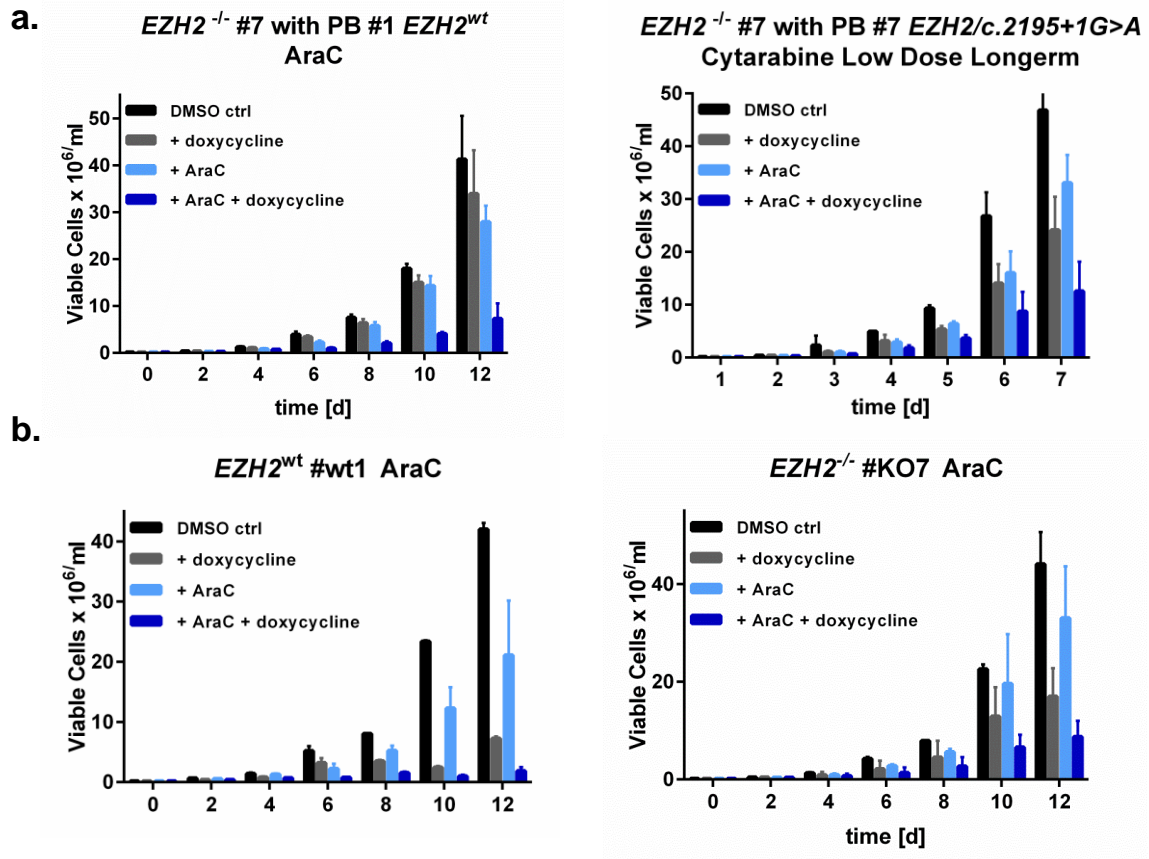 a.
EZH2 -/- #7 with PB #1 EZH2wt
AraC
Viable Cells x 10^6/ml
50
40
30
20
10
0
DMSO ctrl
+ doxycycline
+ AraC
+ AraC + doxycycline
0 2 4 6 8 10 12
time [d]
EZH2 -/- #7 with PB #7 EZH2/c.2195+1G>A
Cytarabine Low Dose Longerm
Viable Cells x 10^6/ml
50
40
30
20
10
0
DMSO ctrl
+ doxycycline
+ AraC
+ AraC + doxycycline
1 2 3 4 5 6 7
time [d]
b.
EZH2wt #wt1 AraC
Viable Cells x 10^6/ml
40
30
20
10
0
DMSO ctrl
+ doxycycline
+ AraC
+ AraC + doxycycline
0 2 4 6 8 10 12
EZH2-/- #KO7 AraC
Viable Cells x 10^6/ml
40
20
0
DMSO ctrl
+ doxycycline
+ AraC
+ AraC + doxycycline
0 2 4 6 8 10 12
time [d]